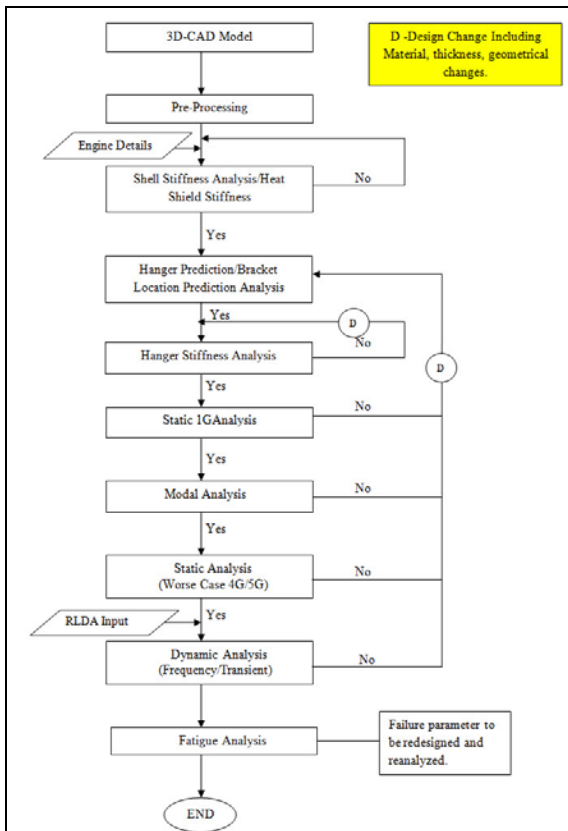 3D-CAD Model
D -Design Change Including
Material, thickness, geometrical
changes.
Pre-Processing
Engine Details
Shell Stiffness Analysis/Heat
Shield Stiffness
No
Yes
Hanger Prediction/Bracket
Location Prediction Analysis
Yes
D
No
Hanger Stiffness Analysis
D
Yes
Static 1GAnalysis
No
Yes
Modal Analysis
No
Yes
Static Analysis
(Worse Case 4G/5G)
No
Yes
RLDA Input
Dynamic Analysis
(Frequency/Transient)
No
Fatigue Analysis
Failure parameter to
be redesigned and
reanalyzed.
END